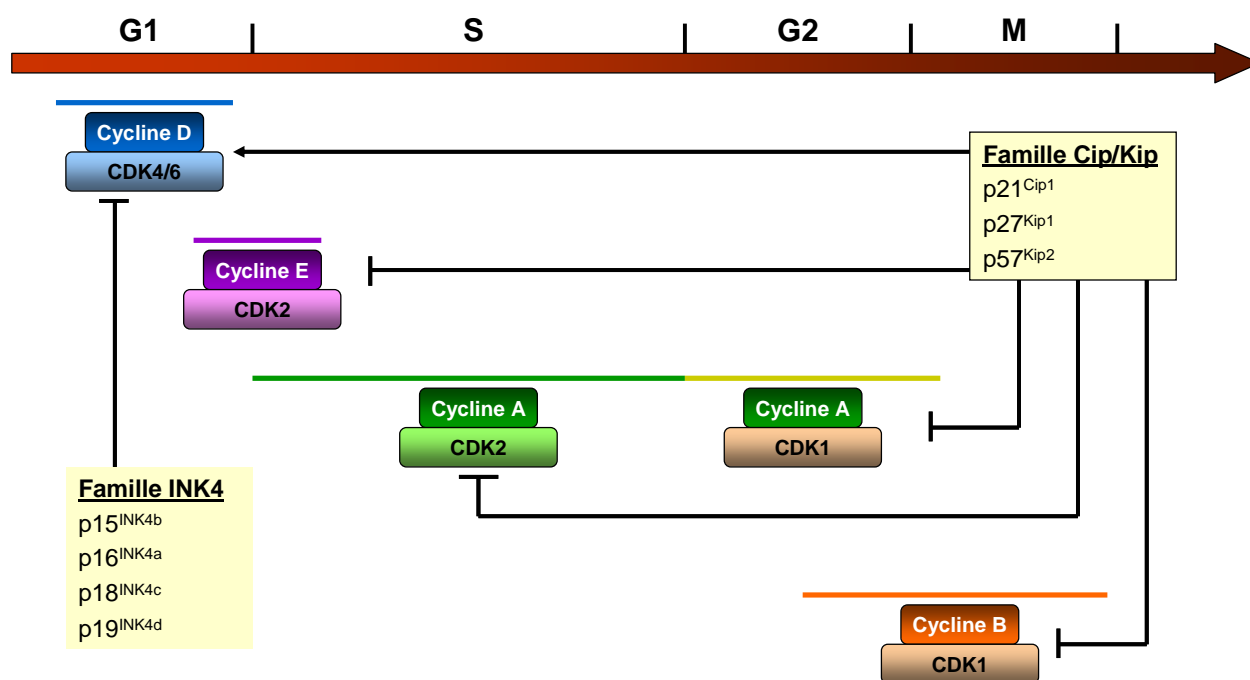 G1 S G2 M
Cycline D
CDK4/6
Famille Cip/Kip
p21Cip1
p27Kip1
p57Kip2
Cycline E
CDK2
Cycline A
CDK2
Cycline A
CDK1
Famille INK4
p15INK4b
p16INK4a
p18INK4c
p19INK4d
Cycline B
CDK1